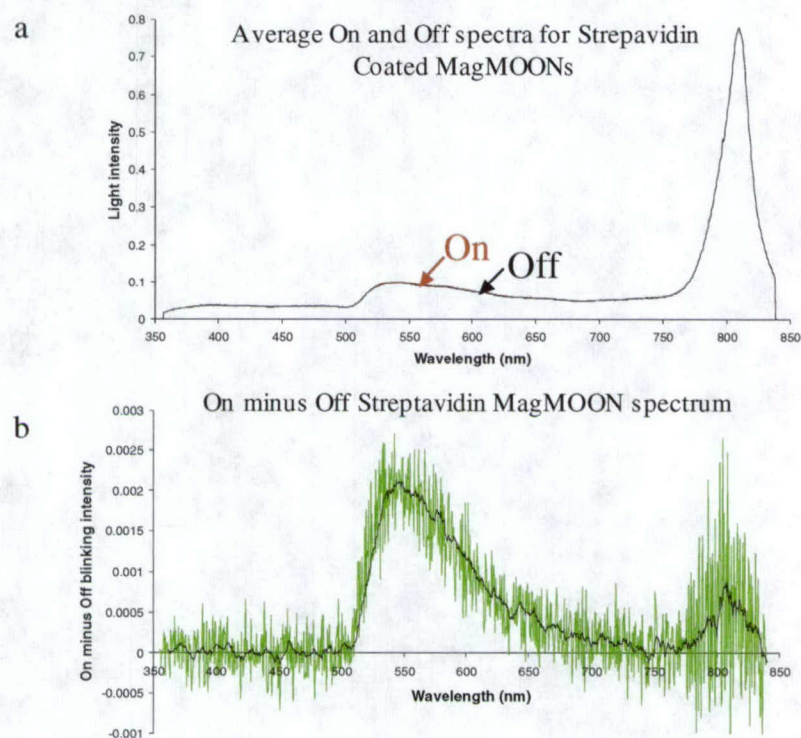 a
Average On and Off spectra for Strepavidin
Coated MagMOONs
Light intensity
0.8
0.7
0.6
0.5
0.4
0.3
0.2
0.1
0
On
Off
350 400 450 500 550 600 650 700 750 800 850
Wavelength (nm)
b
On minus Off Streptavidin MagMOON spectrum
On minus Off blinking intensity
0.003
0.0025
0.002
0.0015
0.001
0.0005
0
-0.0005
-0.001
350 400 450 500 550 600 650 700 750 800 850
Wavelength (nm)